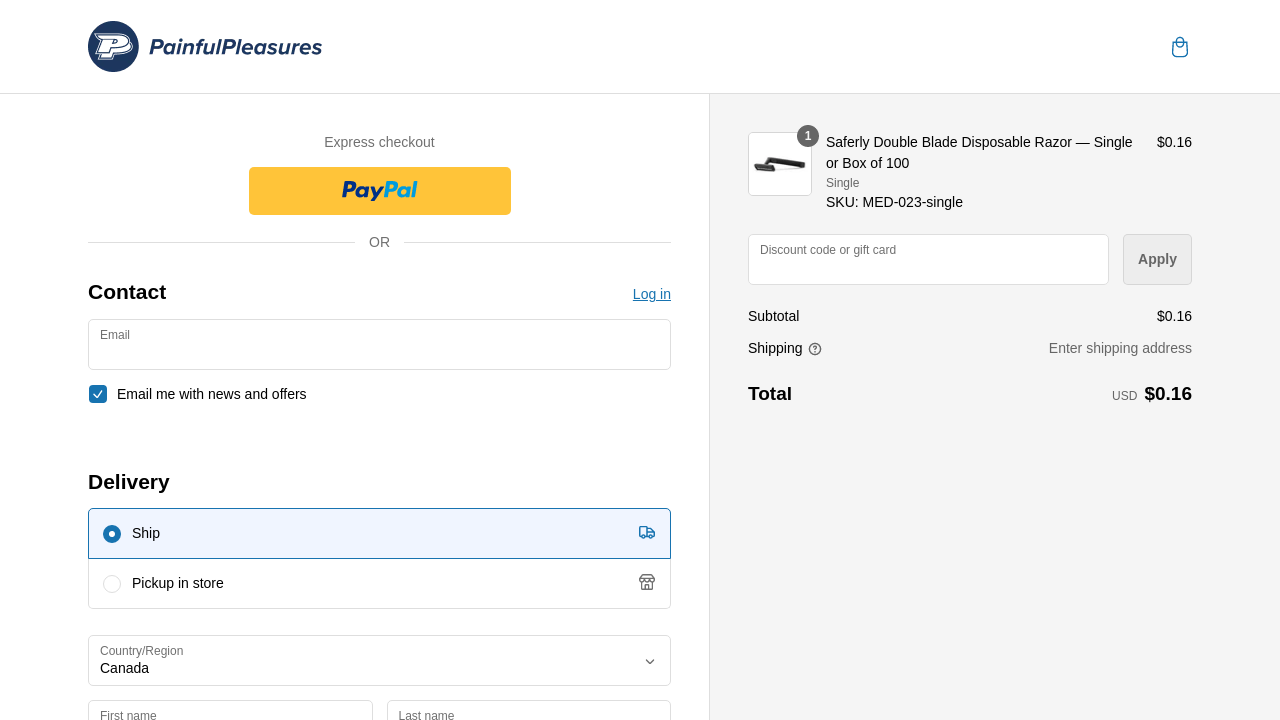 PainfulPleasures
Express checkout
PayPal
OR
Contact
Log in
Email
Email me with news and offers
Delivery
Ship
Pickup in store
Country/Region
Canada
First name
Last name
1
Saferly Double Blade Disposable Razor — Single
or Box of 100
$0.16
Single
SKU: MED-023-single
Discount code or gift card
Apply
Subtotal
$0.16
Shipping
Enter shipping address
Total
USD $0.16